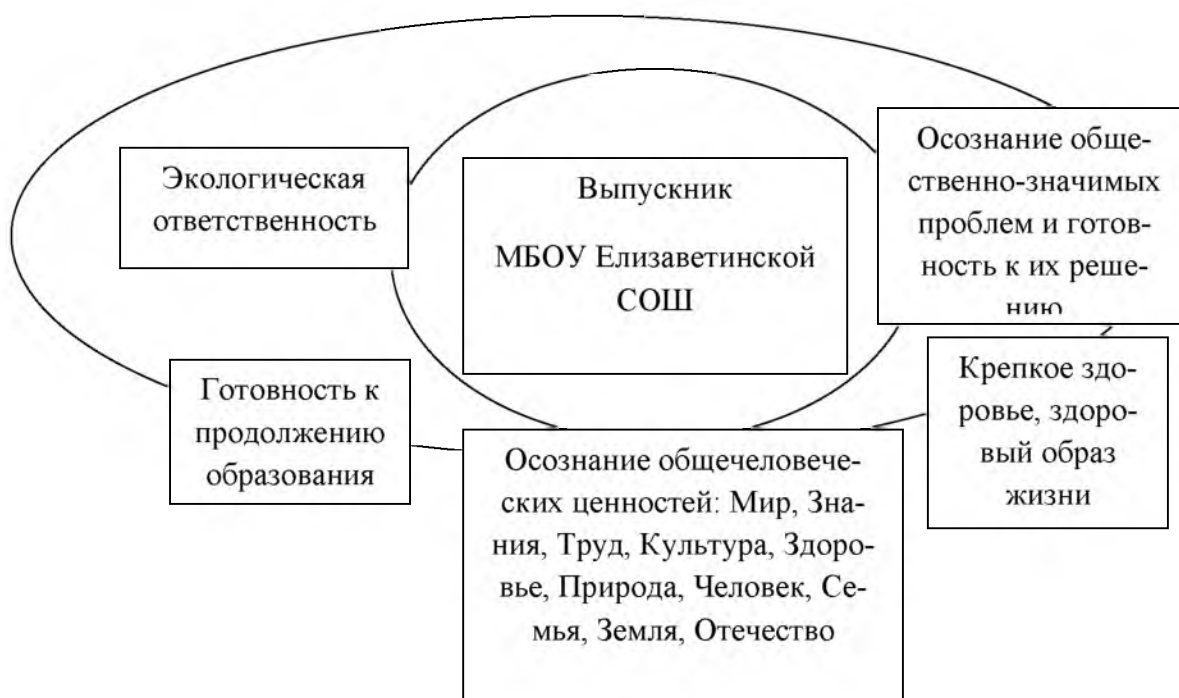 Экологическая
ответственность
Выпускник
МБОУ Елизаветинской
СОШ
Осознание обще-
ственно-значимых
проблем и готов-
ность к их реше-
нию
Готовность к
продолжению
образования
Осознание общечеловече-
ских ценностей: Мир, Зна-
ния, Труд, Культура, Здоро-
вье, Природа, Человек, Се-
мья, Земля, Отечество
Крепкое здо-
ровье, здоро-
вый образ
жизни